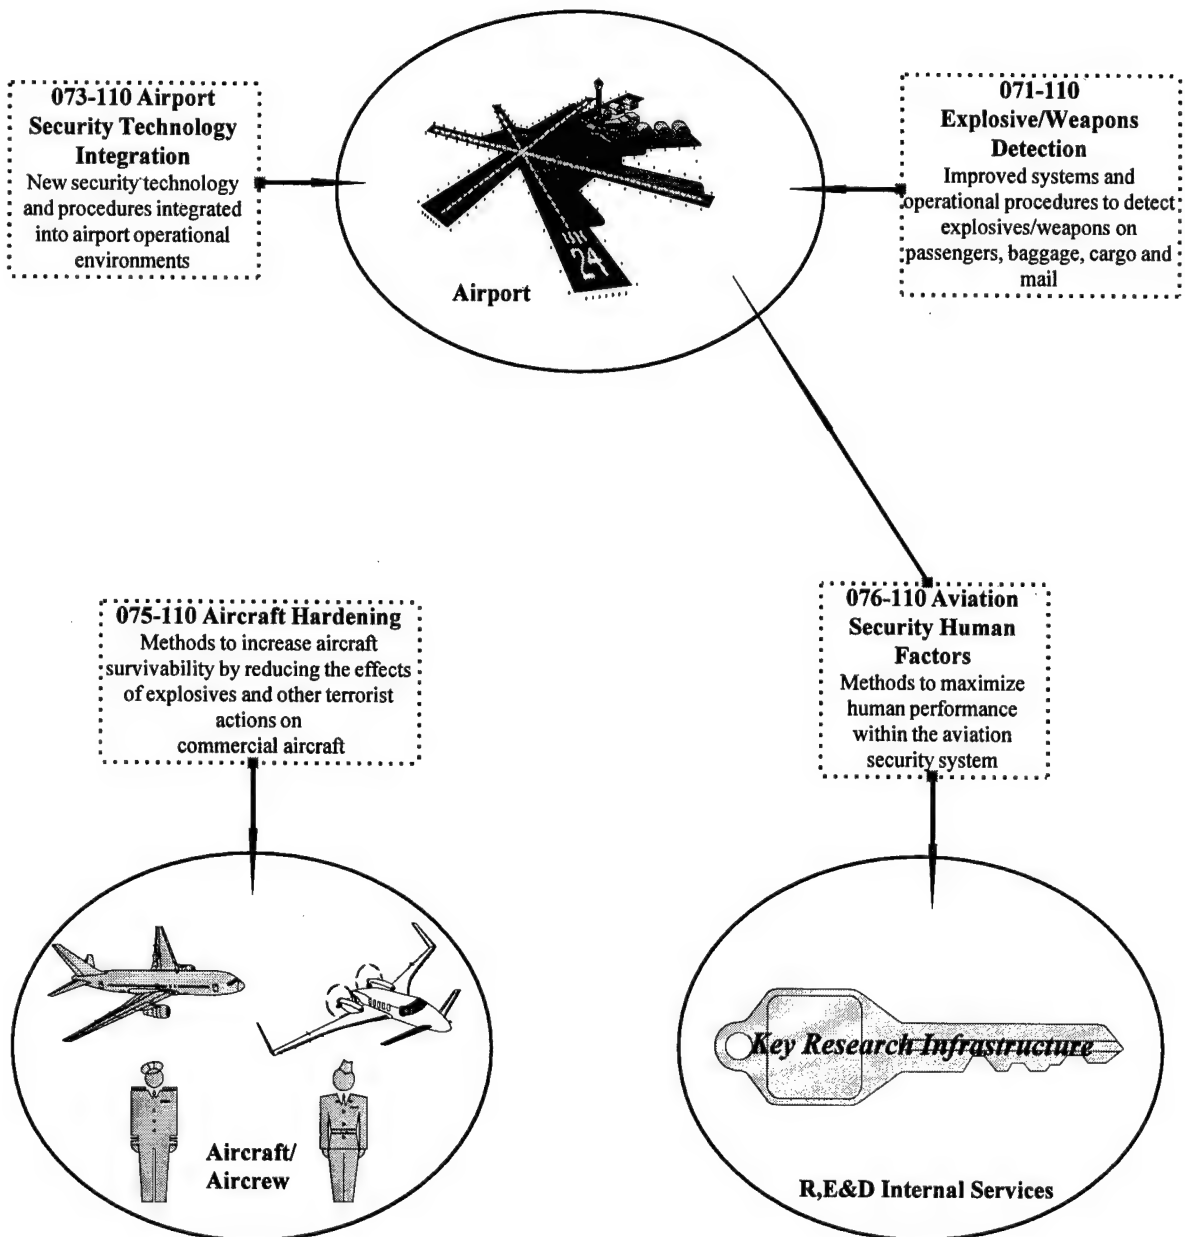 073-110 Airport
Security Technology
Integration
New security technology
and procedures integrated
into airport operational
environments
24
Airport
071-110
Explosive/Weapons
Detection
Improved systems and
operational procedures to detect
explosives/weapons on
passengers, baggage, cargo and
mail
075-110 Aircraft Hardening
Methods to increase aircraft
survivability by reducing the effects
of explosives and other terrorist
actions on
commercial aircraft
076-110 Aviation
Security Human
Factors
Methods to maximize
human performance
within the aviation
security system
Aircraft/
Aircrew
Key Research Infrastructure
R,E&D Internal Services